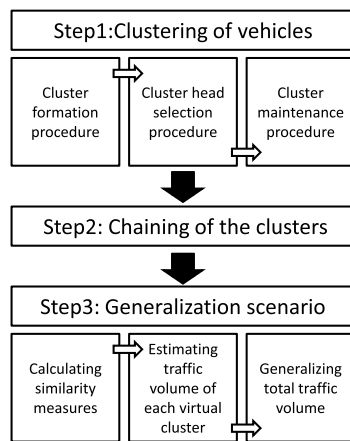 Step1:Clustering of vehicles
Cluster
formation
procedure
Cluster head
selection
procedure
Cluster
maintenance
procedure
Step2: Chaining of the clusters
Step3: Generalization scenario
Calculating
similarity
measures
Estimating
traffic
volume of
each virtual
cluster
Generalizing
total traffic
volume